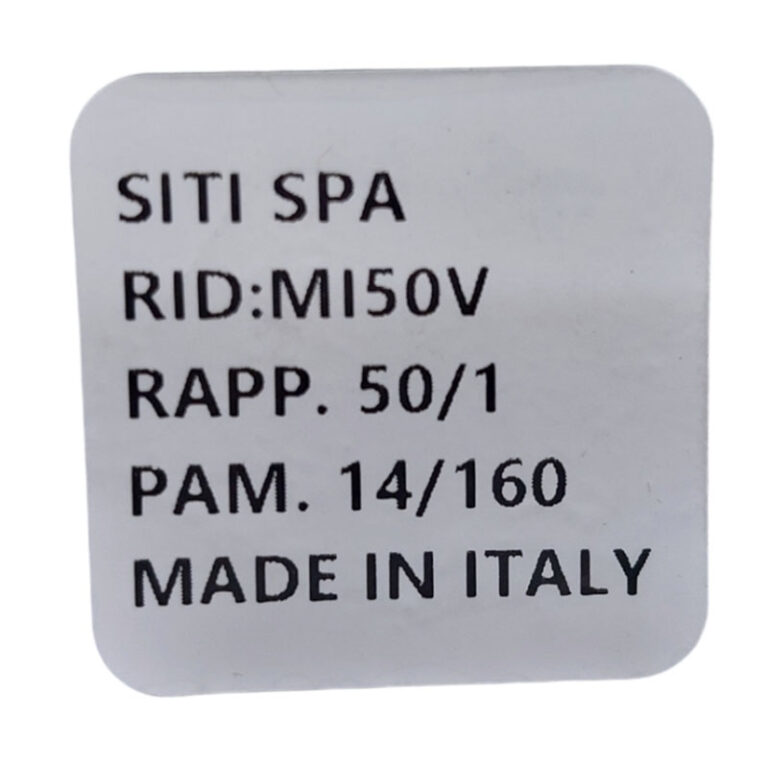 SITI SPA
RID:MI50V
RAPP. 50/1
PAM. 14/160
MADE IN ITALY